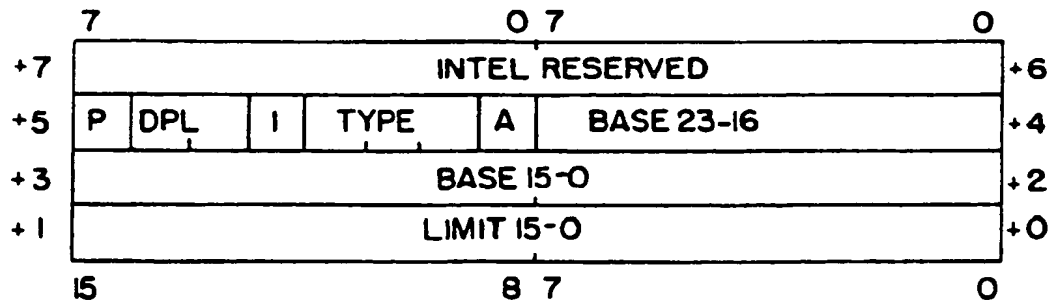 7 0 7 0
+7 INTEL RESERVED +6
+5 P DPL 1 TYPE A BASE 23-16 +4
+3 BASE 15-0 +2
+1 LIMIT 15-0 +0
15 8 7 0